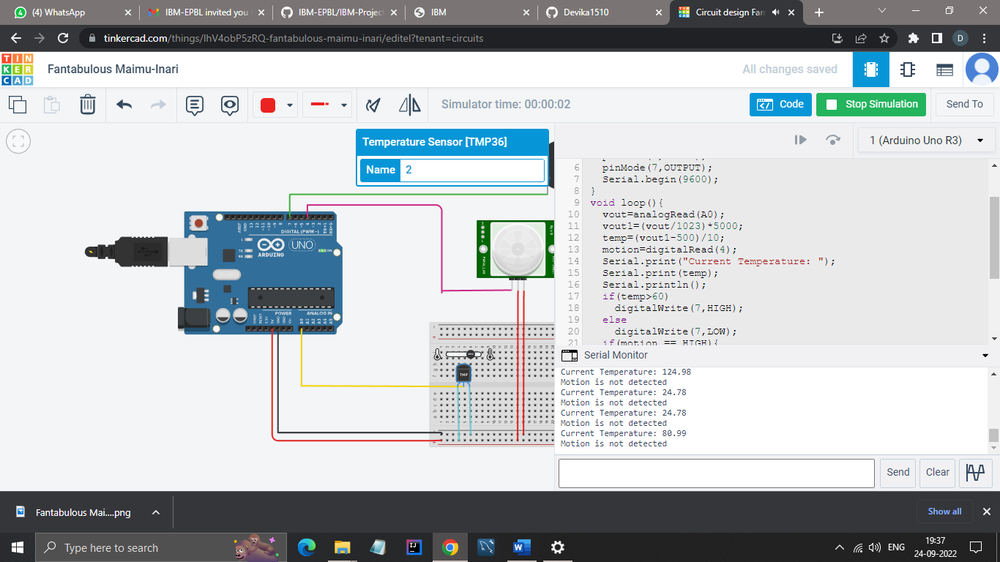 (4) WhatsApp
IBM-EPBL invited you
IBM-EPBL/IBM-Projec
IBM
Devika1510
Circuit design Fan
tinkercad.com/things/lhV4obP5zRQ-fantabulous-maimu-inari/editel?tenant=circuits
D
TIN
KER
CAD
Fantabulous Maimu-Inari
All changes saved
Simulator time: 00:00:02
Code
Stop Simulation
Send To
Temperature Sensor [TMP36]
Name 2
1 (Arduino Uno R3)
6 pinMode(7,OUTPUT);
7 Serial.begin(9600);
8 }
9 void loop(){
10 vout=analogRead(A0);
11 vout1=(vout/1023)*5000;
12 temp=(vout1-500)/10;
13 motion=digitalRead(4);
14 Serial.print("Current Temperature: ");
15 Serial.print(temp);
16 Serial.println();
17 if(temp>60)
18 digitalWrite(7,HIGH);
19 else
20 digitalWrite(7,LOW);
21 if(motion == HIGH){
DIGITAL (PWM~)
UNO
ARDUINO
TX
RX
L
ON
POWER
ANALOG IN
TMP
Serial Monitor
Current Temperature: 124.98
Motion is not detected
Current Temperature: 24.78
Motion is not detected
Current Temperature: 24.78
Motion is not detected
Current Temperature: 80.99
Motion is not detected
Send
Clear
Fantabulous Mai....png
Show all
Type here to search
ENG
19:37
24-09-2022